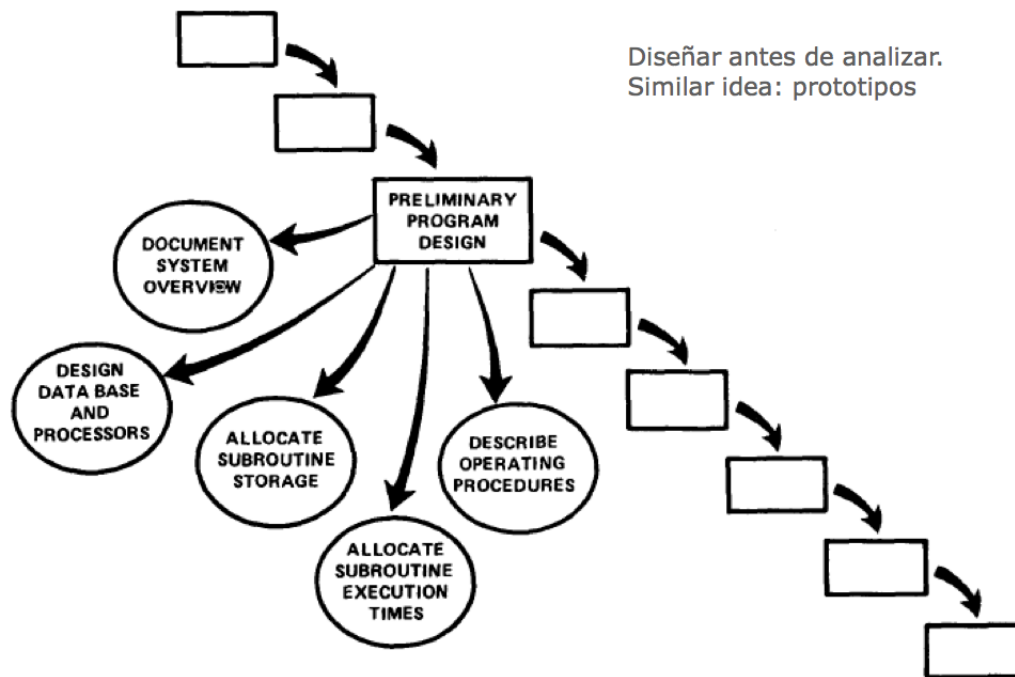 Diseñar antes de analizar.
Similar idea: prototipos
PRELIMINARY
PROGRAM
DESIGN
DOCUMENT
SYSTEM
OVERVIEW
DESIGN
DATA BASE
AND
PROCESSORS
ALLOCATE
SUBROUTINE
STORAGE
ALLOCATE
SUBROUTINE
EXECUTION
TIMES
DESCRIBE
OPERATING
PROCEDURES